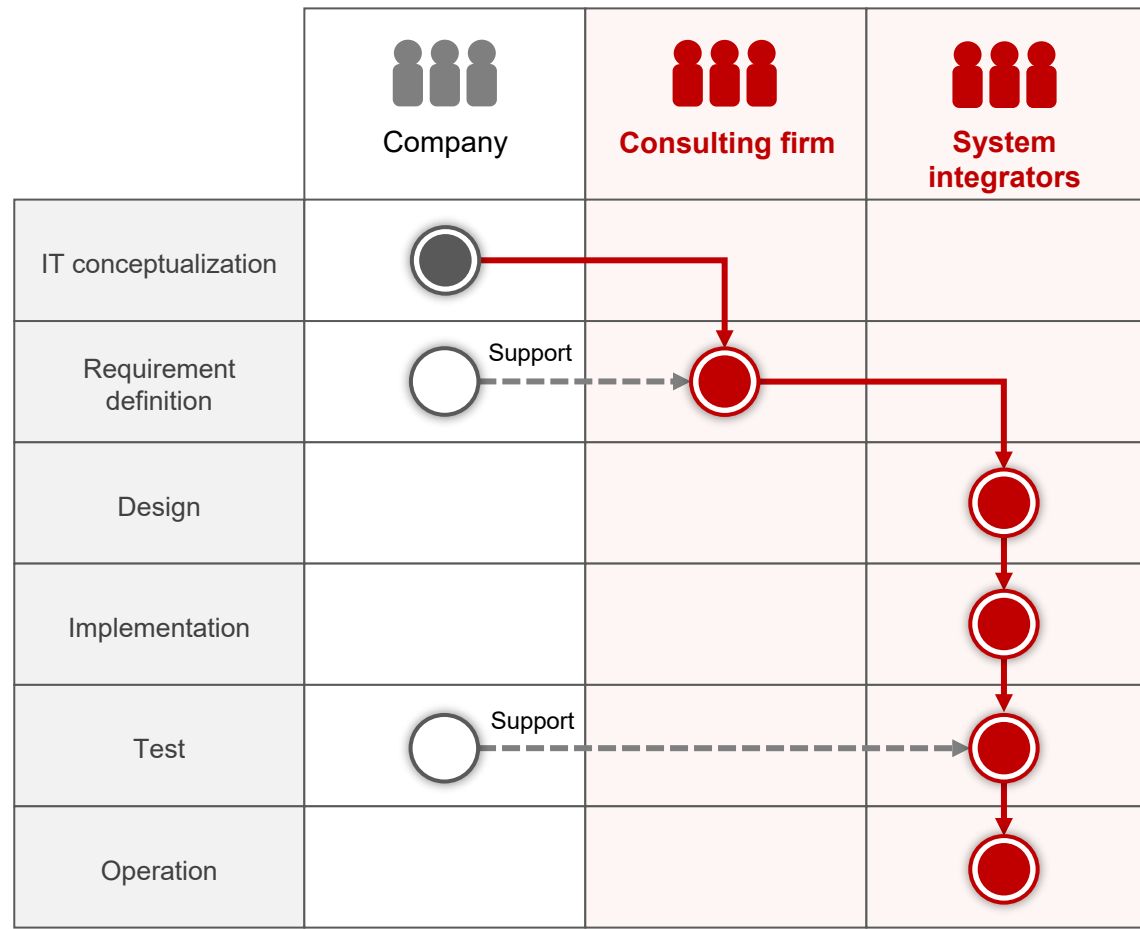 Company
Consulting firm
System
integrators
IT conceptualization
Requirement
definition
Support
Design
Implementation
Test
Support
Operation